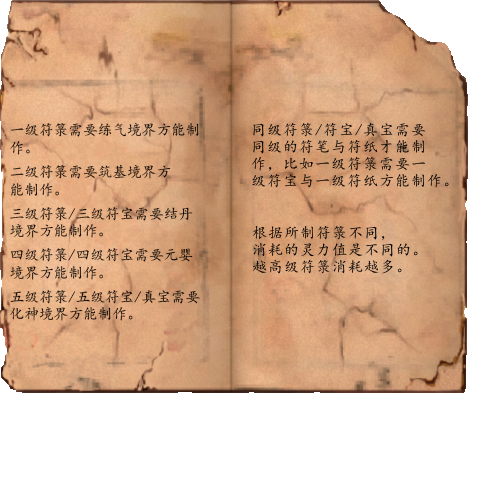 一级符箓需要练气境界方能制
作。
二级符箓需要筑基境界方
能制作。
三级符箓/三级符宝需要结丹
境界方能制作。
四级符箓/四级符宝需要元婴
境界方能制作。
五级符箓/五级符宝/真宝需要
化神境界方能制作。
同级符箓/符宝/真宝需要
同级的符笔与符纸才能制
作，比如一级符箓需要一
级符宝与一级符纸方能制作。
根据所制符箓不同，
消耗的灵力值是不同的。
越高级符箓消耗越多。